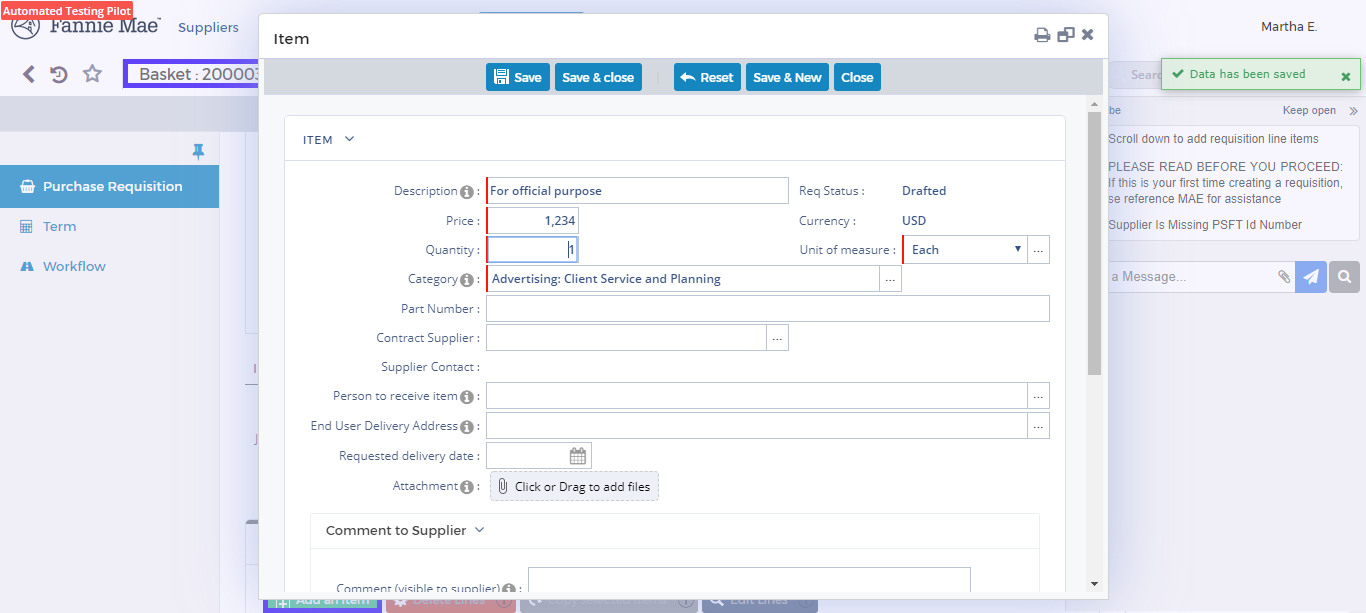 Automated Testing Pilot
Fannie Mae
Suppliers
Martha E.
Basket : 200003
Item
Data has been saved
Save
Save & close
Reset
Save & New
Close
Keep open
ITEM
Scroll down to add requisition line items
PLEASE READ BEFORE YOU PROCEED:
If this is your first time creating a requisition,
se reference MAE for assistance
Supplier Is Missing PSFT Id Number
a Message...
Purchase Requisition
Term
Workflow
Description :
For official purpose
Req Status :
Drafted
Price :
1,234
Currency :
USD
Quantity :
1
Unit of measure :
Each
...
Category :
Advertising: Client Service and Planning
...
Part Number :
Contract Supplier :
...
Supplier Contact :
Person to receive item :
...
End User Delivery Address :
...
Requested delivery date :
Attachment :
Click or Drag to add files
Comment to Supplier
Comment (visible to supplier) :
Add an Item
Delete Lines
Copy selected items
Edit Lines